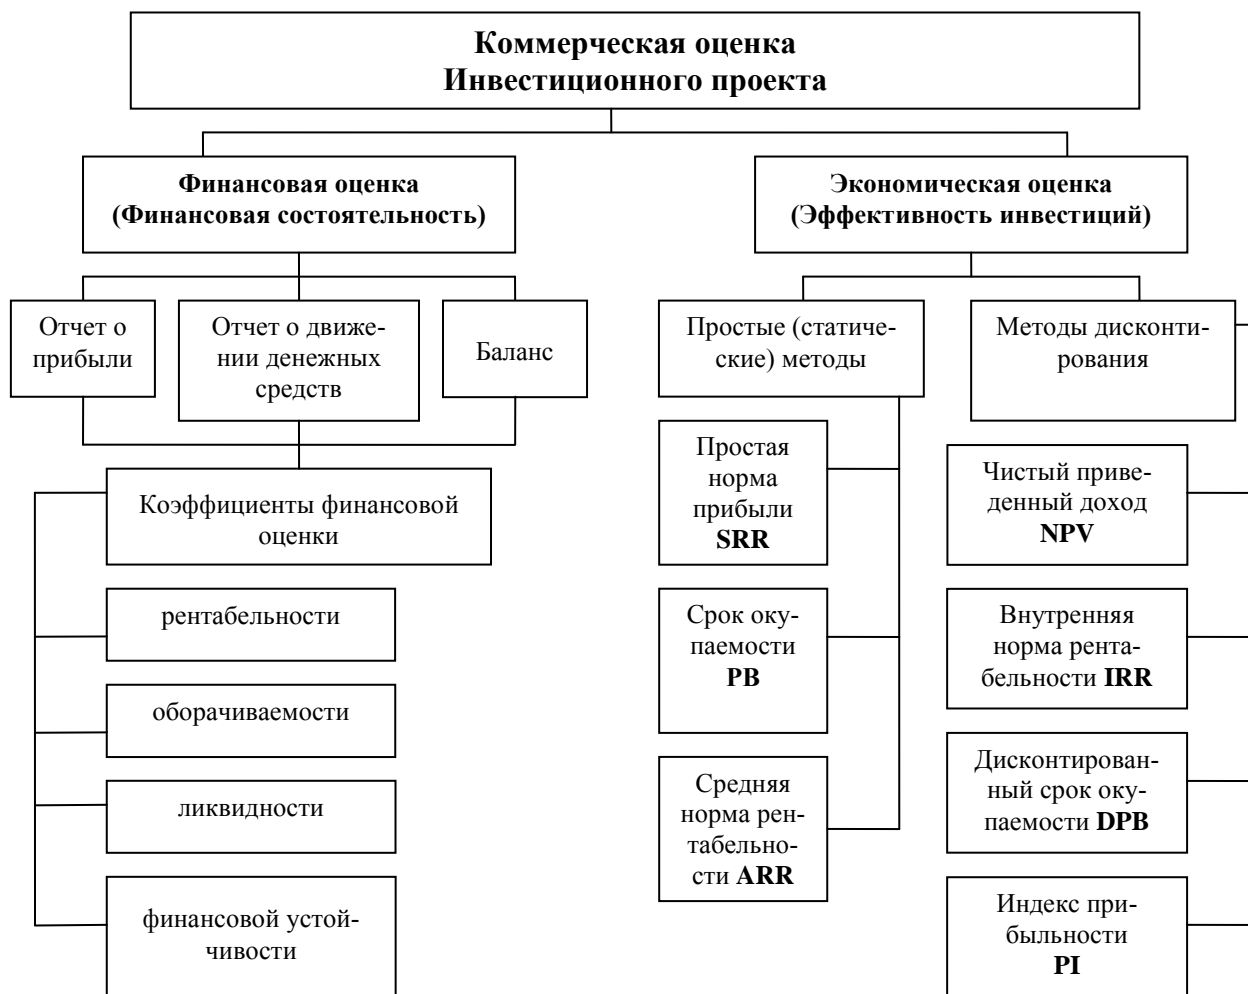 Коммерческая оценка
Инвестиционного проекта
Финансовая оценка
(Финансовая состоятельность)
Экономическая оценка
(Эффективность инвестиций)
Отчет о
прибыли
Отчет о движе-
нии денежных
средств
Баланс
Простые (статиче-
ские) методы
Методы дисконти-
рования
Коэффициенты финансовой
оценки
рентабельности
оборачиваемости
ликвидности
финансовой устой-
чивости
Простая
норма
прибыли
SRR
Срок оку-
паемости
PB
Средняя
норма рен-
табельно-
сти ARR
Чистый приве-
денный доход
NPV
Внутренняя
норма рента-
бельности IRR
Дисконтирован-
ный срок оку-
паемости DPB
Индекс при-
быльности
PI